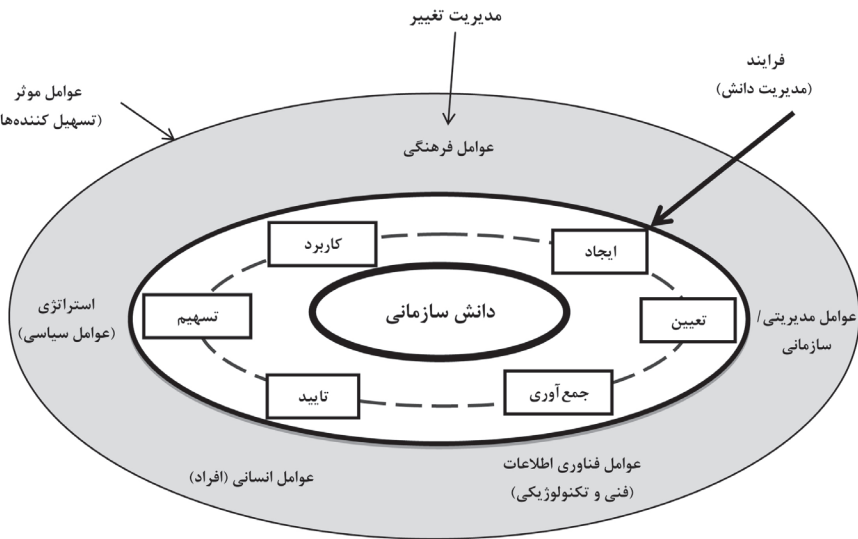 مدیریت تغییر
فرایند
(مدیریت دانش)
عوامل موثر
(تسهیل کننده‌ها
عوامل فرهنگی
کاربرد
ایجاد
استراتژی
(عوامل سیاسی)
تسهیم
دانش سازمانی
تعیین
عوامل مدیریتی/
سازمانی
تایید
جمع‌آوری
عوامل انسانی (افراد)
عوامل فناوری اطلاعات
(فنی و تکنولوژیکی)